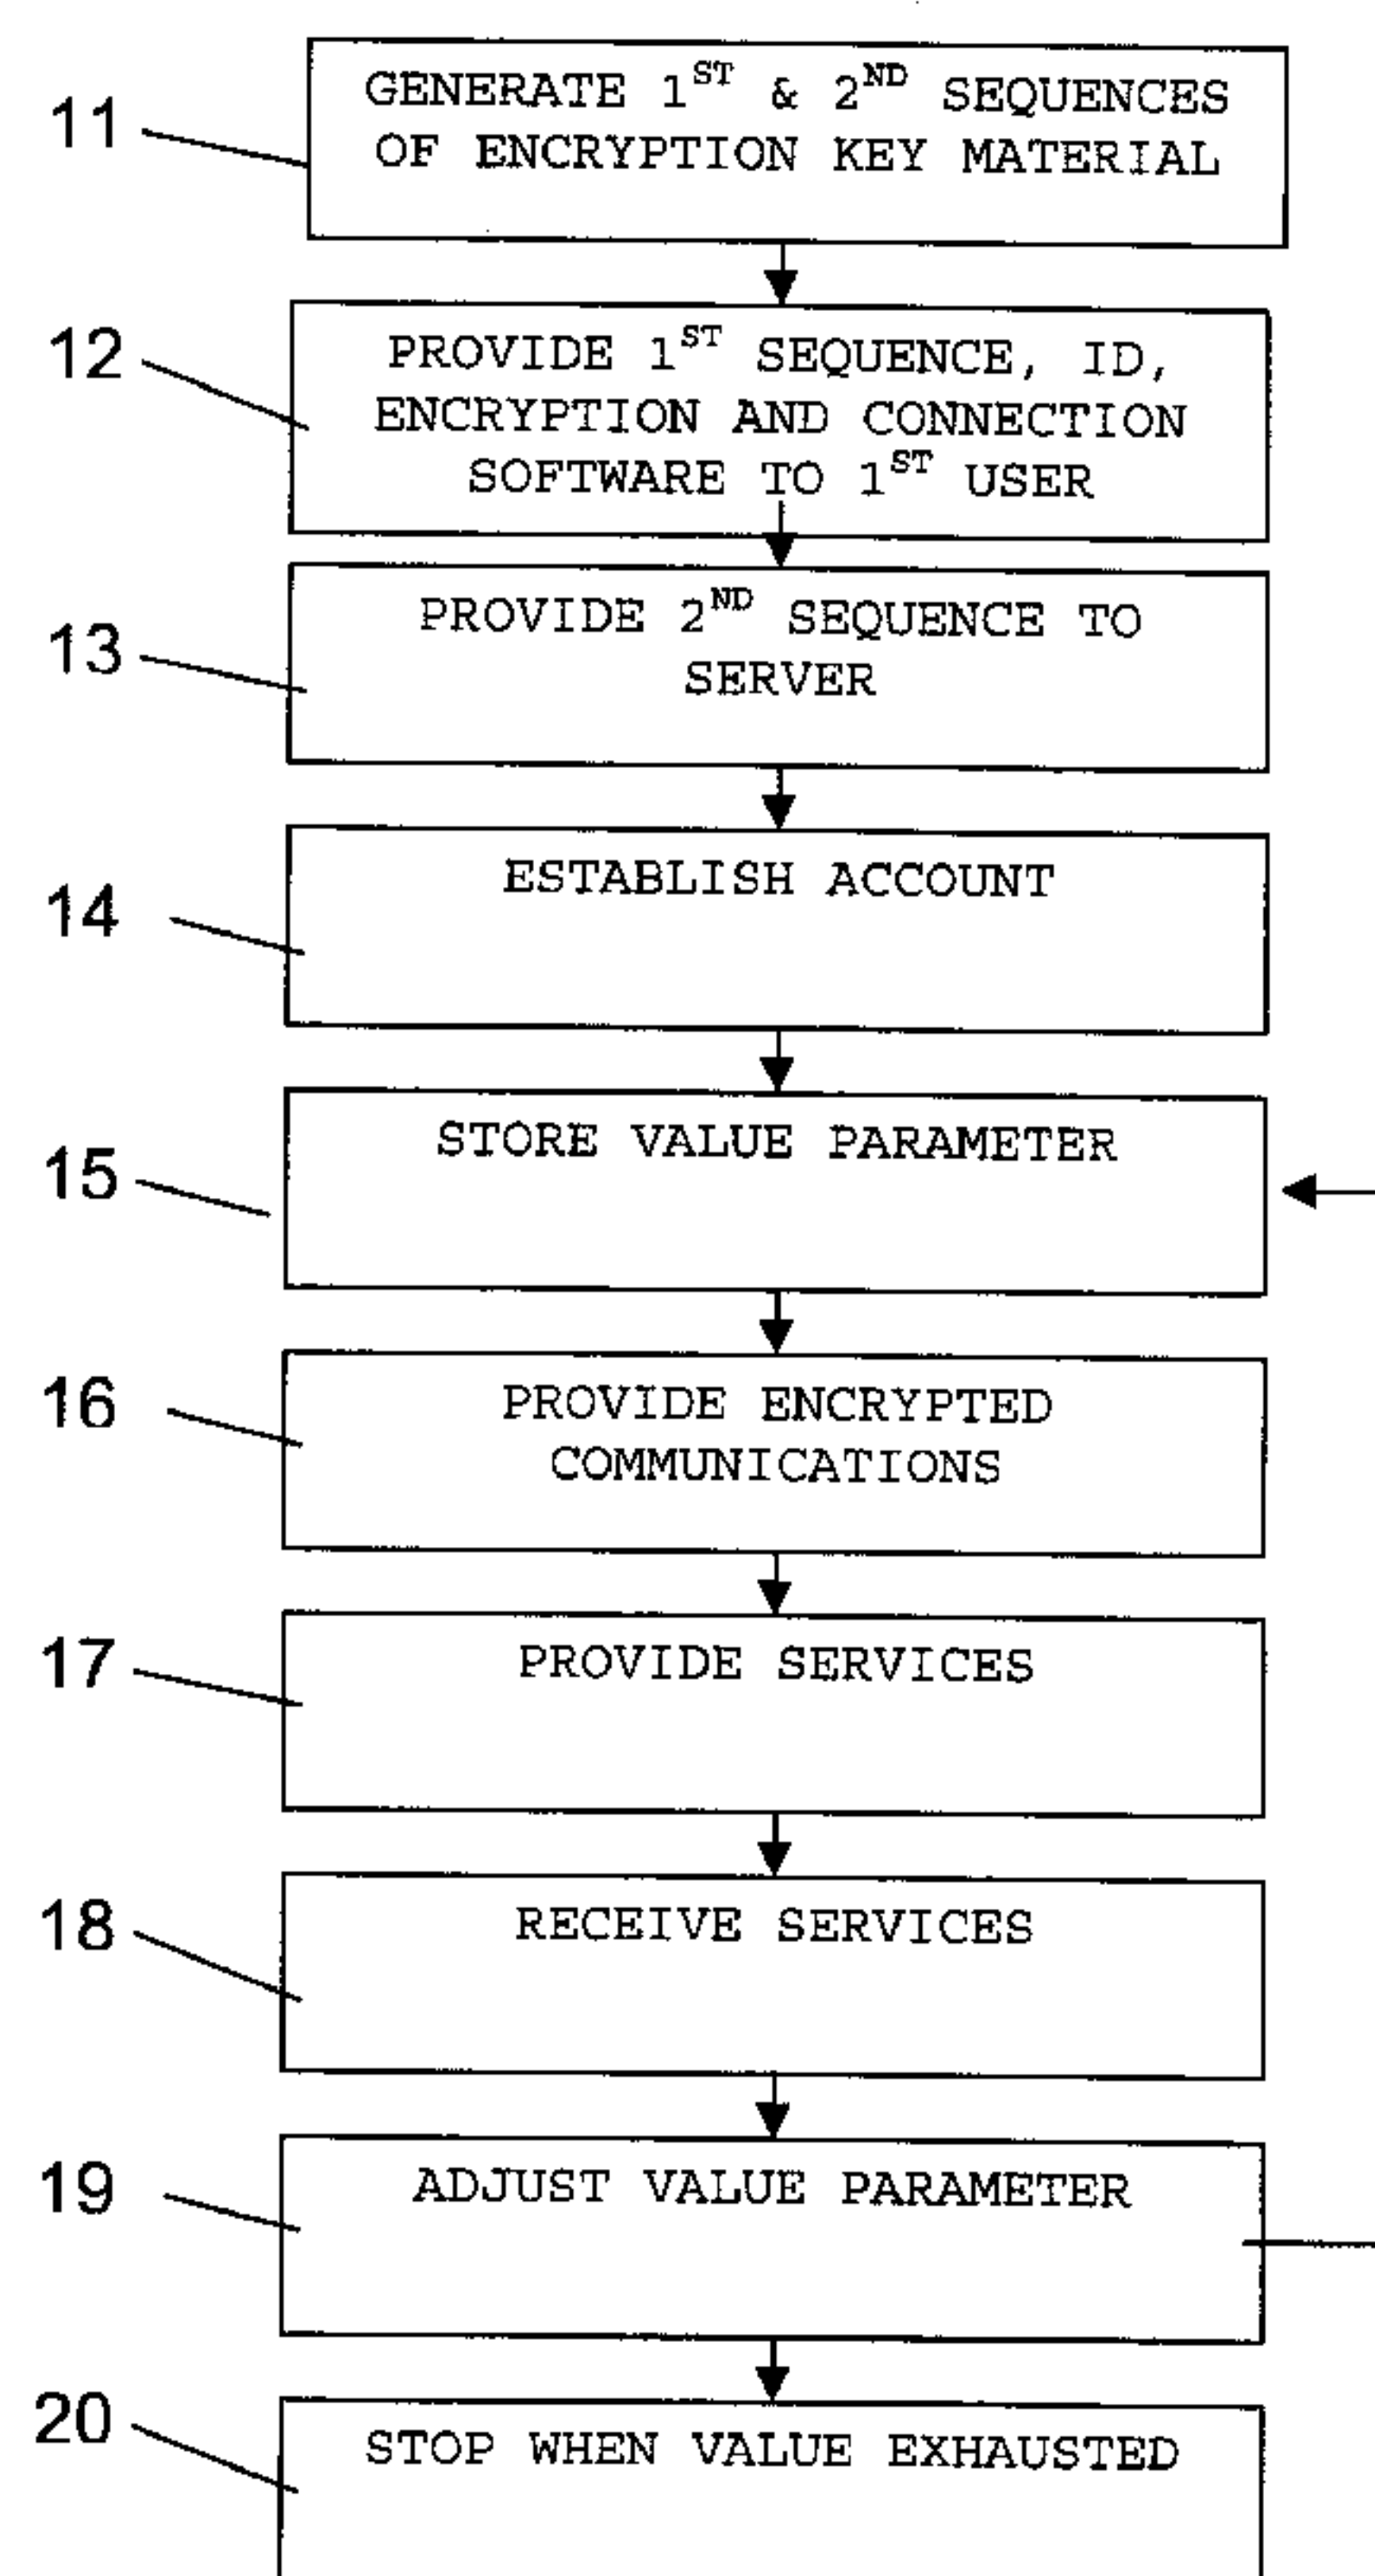 11
GENERATE 1ST & 2ND SEQUENCES
OF ENCRYPTION KEY MATERIAL
12
PROVIDE 1ST SEQUENCE, ID,
ENCRYPTION AND CONNECTION
SOFTWARE TO 1ST USER
13
PROVIDE 2ND SEQUENCE TO
SERVER
14
ESTABLISH ACCOUNT
15
STORE VALUE PARAMETER
16
PROVIDE ENCRYPTED
COMMUNICATIONS
17
PROVIDE SERVICES
18
RECEIVE SERVICES
19
ADJUST VALUE PARAMETER
20
STOP WHEN VALUE EXHAUSTED